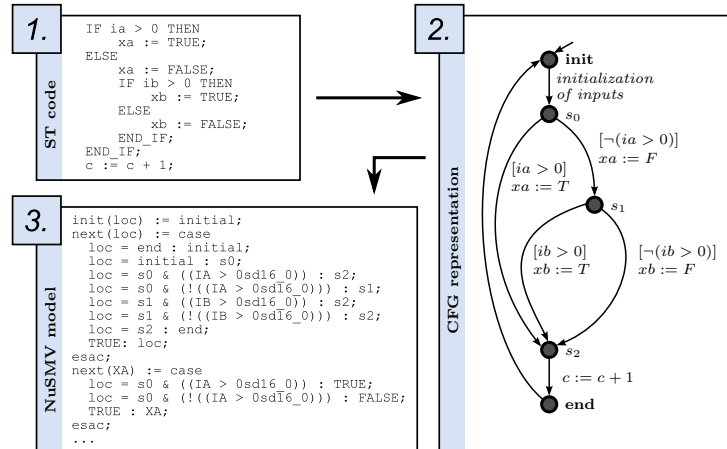 1.
ST code
IF ia > 0 THEN
    xa := TRUE;
ELSE
    xa := FALSE;
    IF ib > 0 THEN
        xb := TRUE;
    ELSE
        xb := FALSE;
    END_IF;
END_IF;
c := c + 1;
2.
CFG representation
init
initialization
of inputs
s0
[¬(ia > 0)]
xa := F
[ia > 0]
xa := T
s1
[ib > 0]
xb := T
[¬(ib > 0)]
xb := F
s2
c := c + 1
end
3.
NuSMV model
init(loc) := initial;
next(loc) := case
  loc = end : initial;
  loc = initial : s0;
  loc = s0 & ((IA > 0sd16_0)) : s2;
  loc = s0 & (!((IA > 0sd16_0))) : s1;
  loc = s1 & ((IB > 0sd16_0)) : s2;
  loc = s1 & (!((IB > 0sd16_0))) : s2
  loc = s2 : end;
  TRUE: loc;
esac;
next(XA) := case
  loc = s0 & ((IA > 0sd16_0)) : TRUE;
  loc = s0 & (!((IA > 0sd16_0))) : FALSE;
  TRUE : XA;
esac;
...